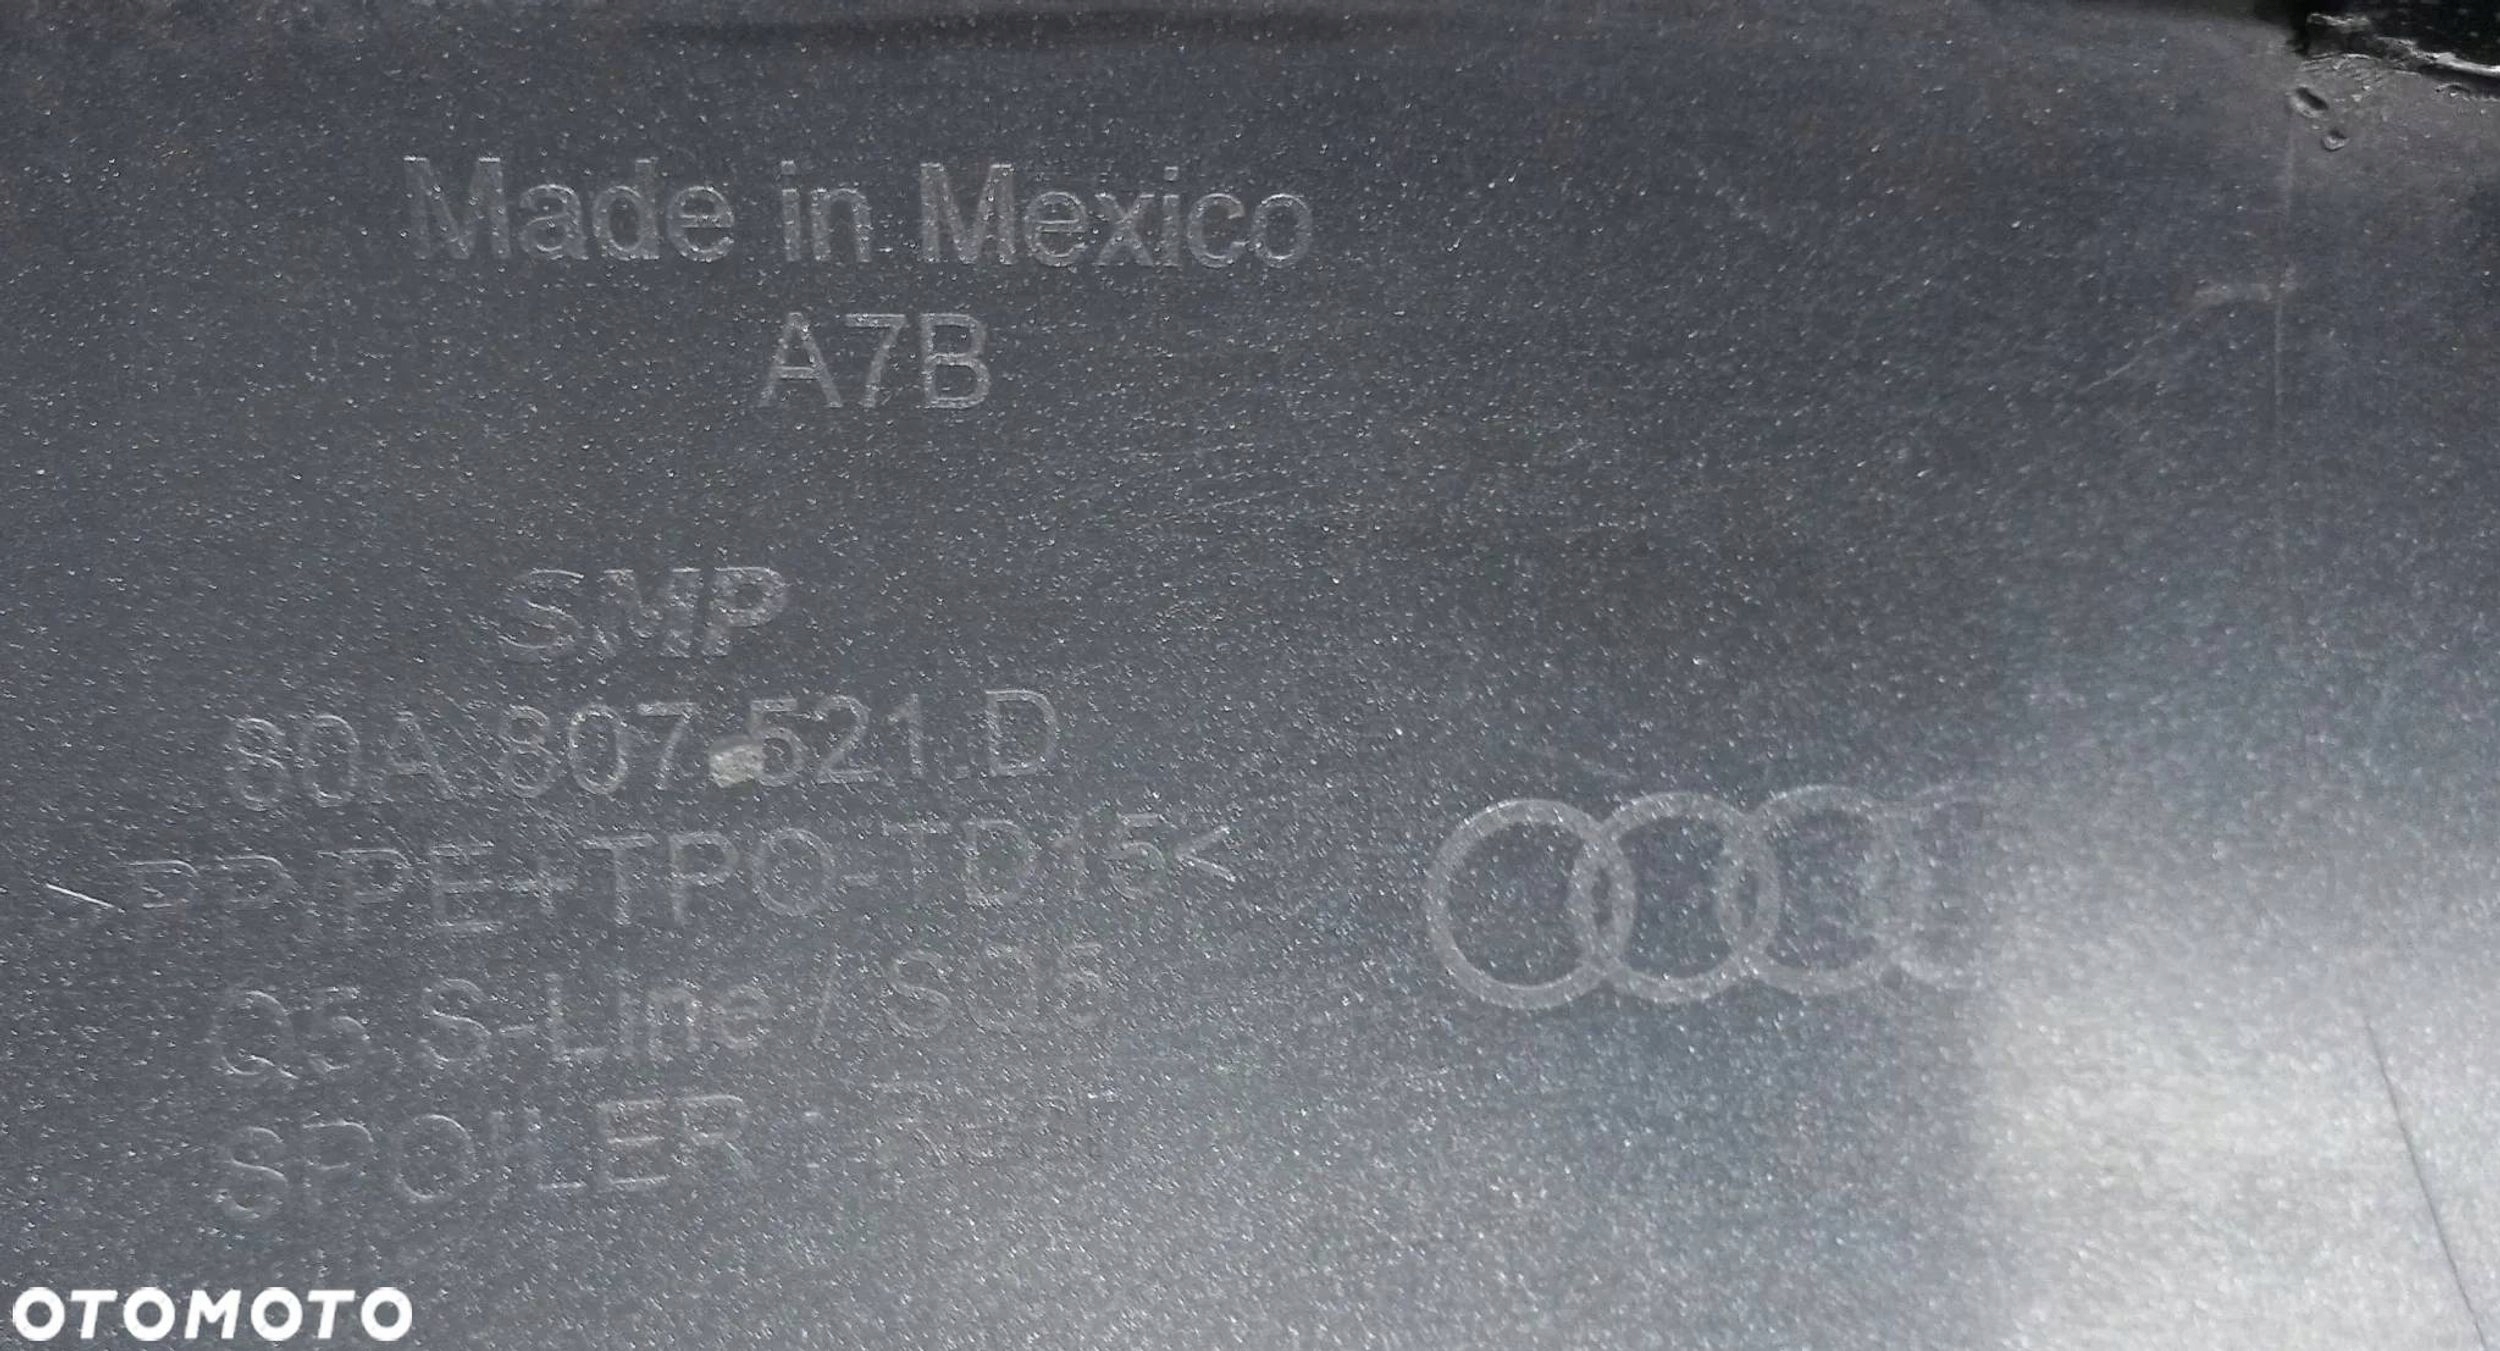 Made in Mexico
A7B
SMP
80A.807.521.D
>PP/PE+TPO-TD15<
Q5 S-Line / SQ5
SPOILER -
OTOMOTO